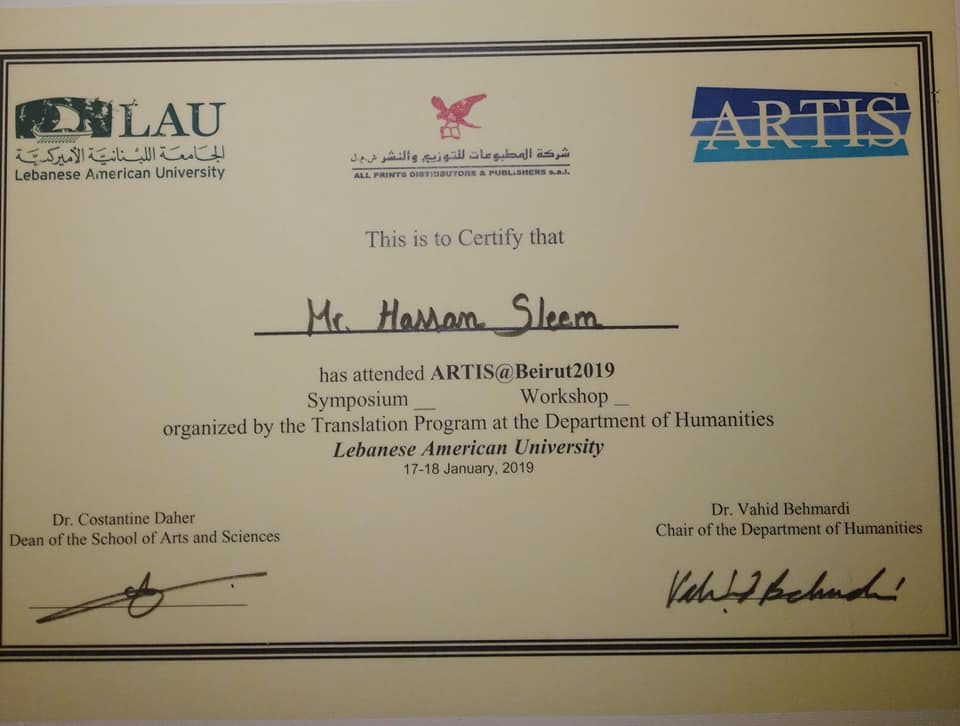 LAU
الجامعة اللبنانية الأميركية
Lebanese American University
شركة المطبوعات للتوزيع والنشر ش.م.ل
ALL PRINTS DISTRIBUTORS & PUBLISHERS s.a.l.
ARTIS
This is to Certify that
Mr. Hassan Sleem
has attended ARTIS@Beirut2019
Symposium __ Workshop _
organized by the Translation Program at the Department of Humanities
Lebanese American University
17-18 January, 2019
Dr. Costantine Daher
Dean of the School of Arts and Sciences
Dr. Vahid Behmardi
Chair of the Department of Humanities
Vahid Behmardi